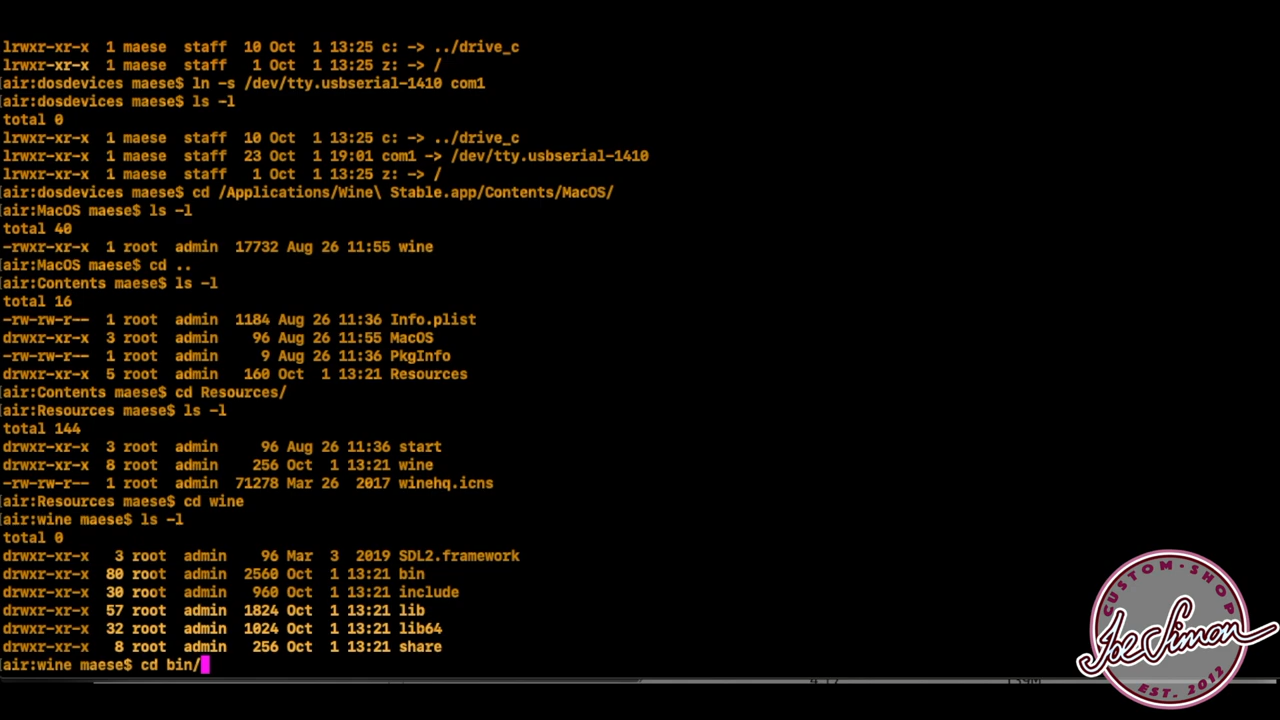 lrwxr-xr-x  1 maese  staff  10 Oct  1 13:25 c: -> ../drive_c
lrwxr-xr-x  1 maese  staff   1 Oct  1 13:25 z: -> /
[air:dosdevices maese$ ln -s /dev/tty.usbserial-1410 com1
[air:dosdevices maese$ ls -l
total 0
lrwxr-xr-x  1 maese  staff  10 Oct  1 13:25 c: -> ../drive_c
lrwxr-xr-x  1 maese  staff  23 Oct  1 19:01 com1 -> /dev/tty.usbserial-1410
lrwxr-xr-x  1 maese  staff   1 Oct  1 13:25 z: -> /
[air:dosdevices maese$ cd /Applications/Wine\ Stable.app/Contents/MacOS/
[air:MacOS maese$ ls -l
total 40
-rwxr-xr-x  1 root  admin  17732 Aug 26 11:55 wine
[air:MacOS maese$ cd ..
[air:Contents maese$ ls -l
total 16
-rw-rw-r--  1 root  admin  1184 Aug 26 11:36 Info.plist
drwxr-xr-x  3 root  admin    96 Aug 26 11:55 MacOS
-rw-rw-r--  1 root  admin     9 Aug 26 11:36 PkgInfo
drwxr-xr-x  5 root  admin   160 Oct  1 13:21 Resources
[air:Contents maese$ cd Resources/
[air:Resources maese$ ls -l
total 144
drwxr-xr-x  3 root  admin     96 Aug 26 11:36 start
drwxr-xr-x  8 root  admin    256 Oct  1 13:21 wine
-rw-rw-r--  1 root  admin  71278 Mar 26  2017 winehq.icns
[air:Resources maese$ cd wine
[air:wine maese$ ls -l
total 0
drwxr-xr-x   3 root  admin    96 Mar  3  2019 SDL2.framework
drwxr-xr-x  80 root  admin  2560 Oct  1 13:21 bin
drwxr-xr-x  30 root  admin   960 Oct  1 13:21 include
drwxr-xr-x  57 root  admin  1824 Oct  1 13:21 lib
drwxr-xr-x  32 root  admin  1024 Oct  1 13:21 lib64
drwxr-xr-x   8 root  admin   256 Oct  1 13:21 share
[air:wine maese$ cd bin/
CUSTOM·SHOP
Joe Simon
EST. 2012